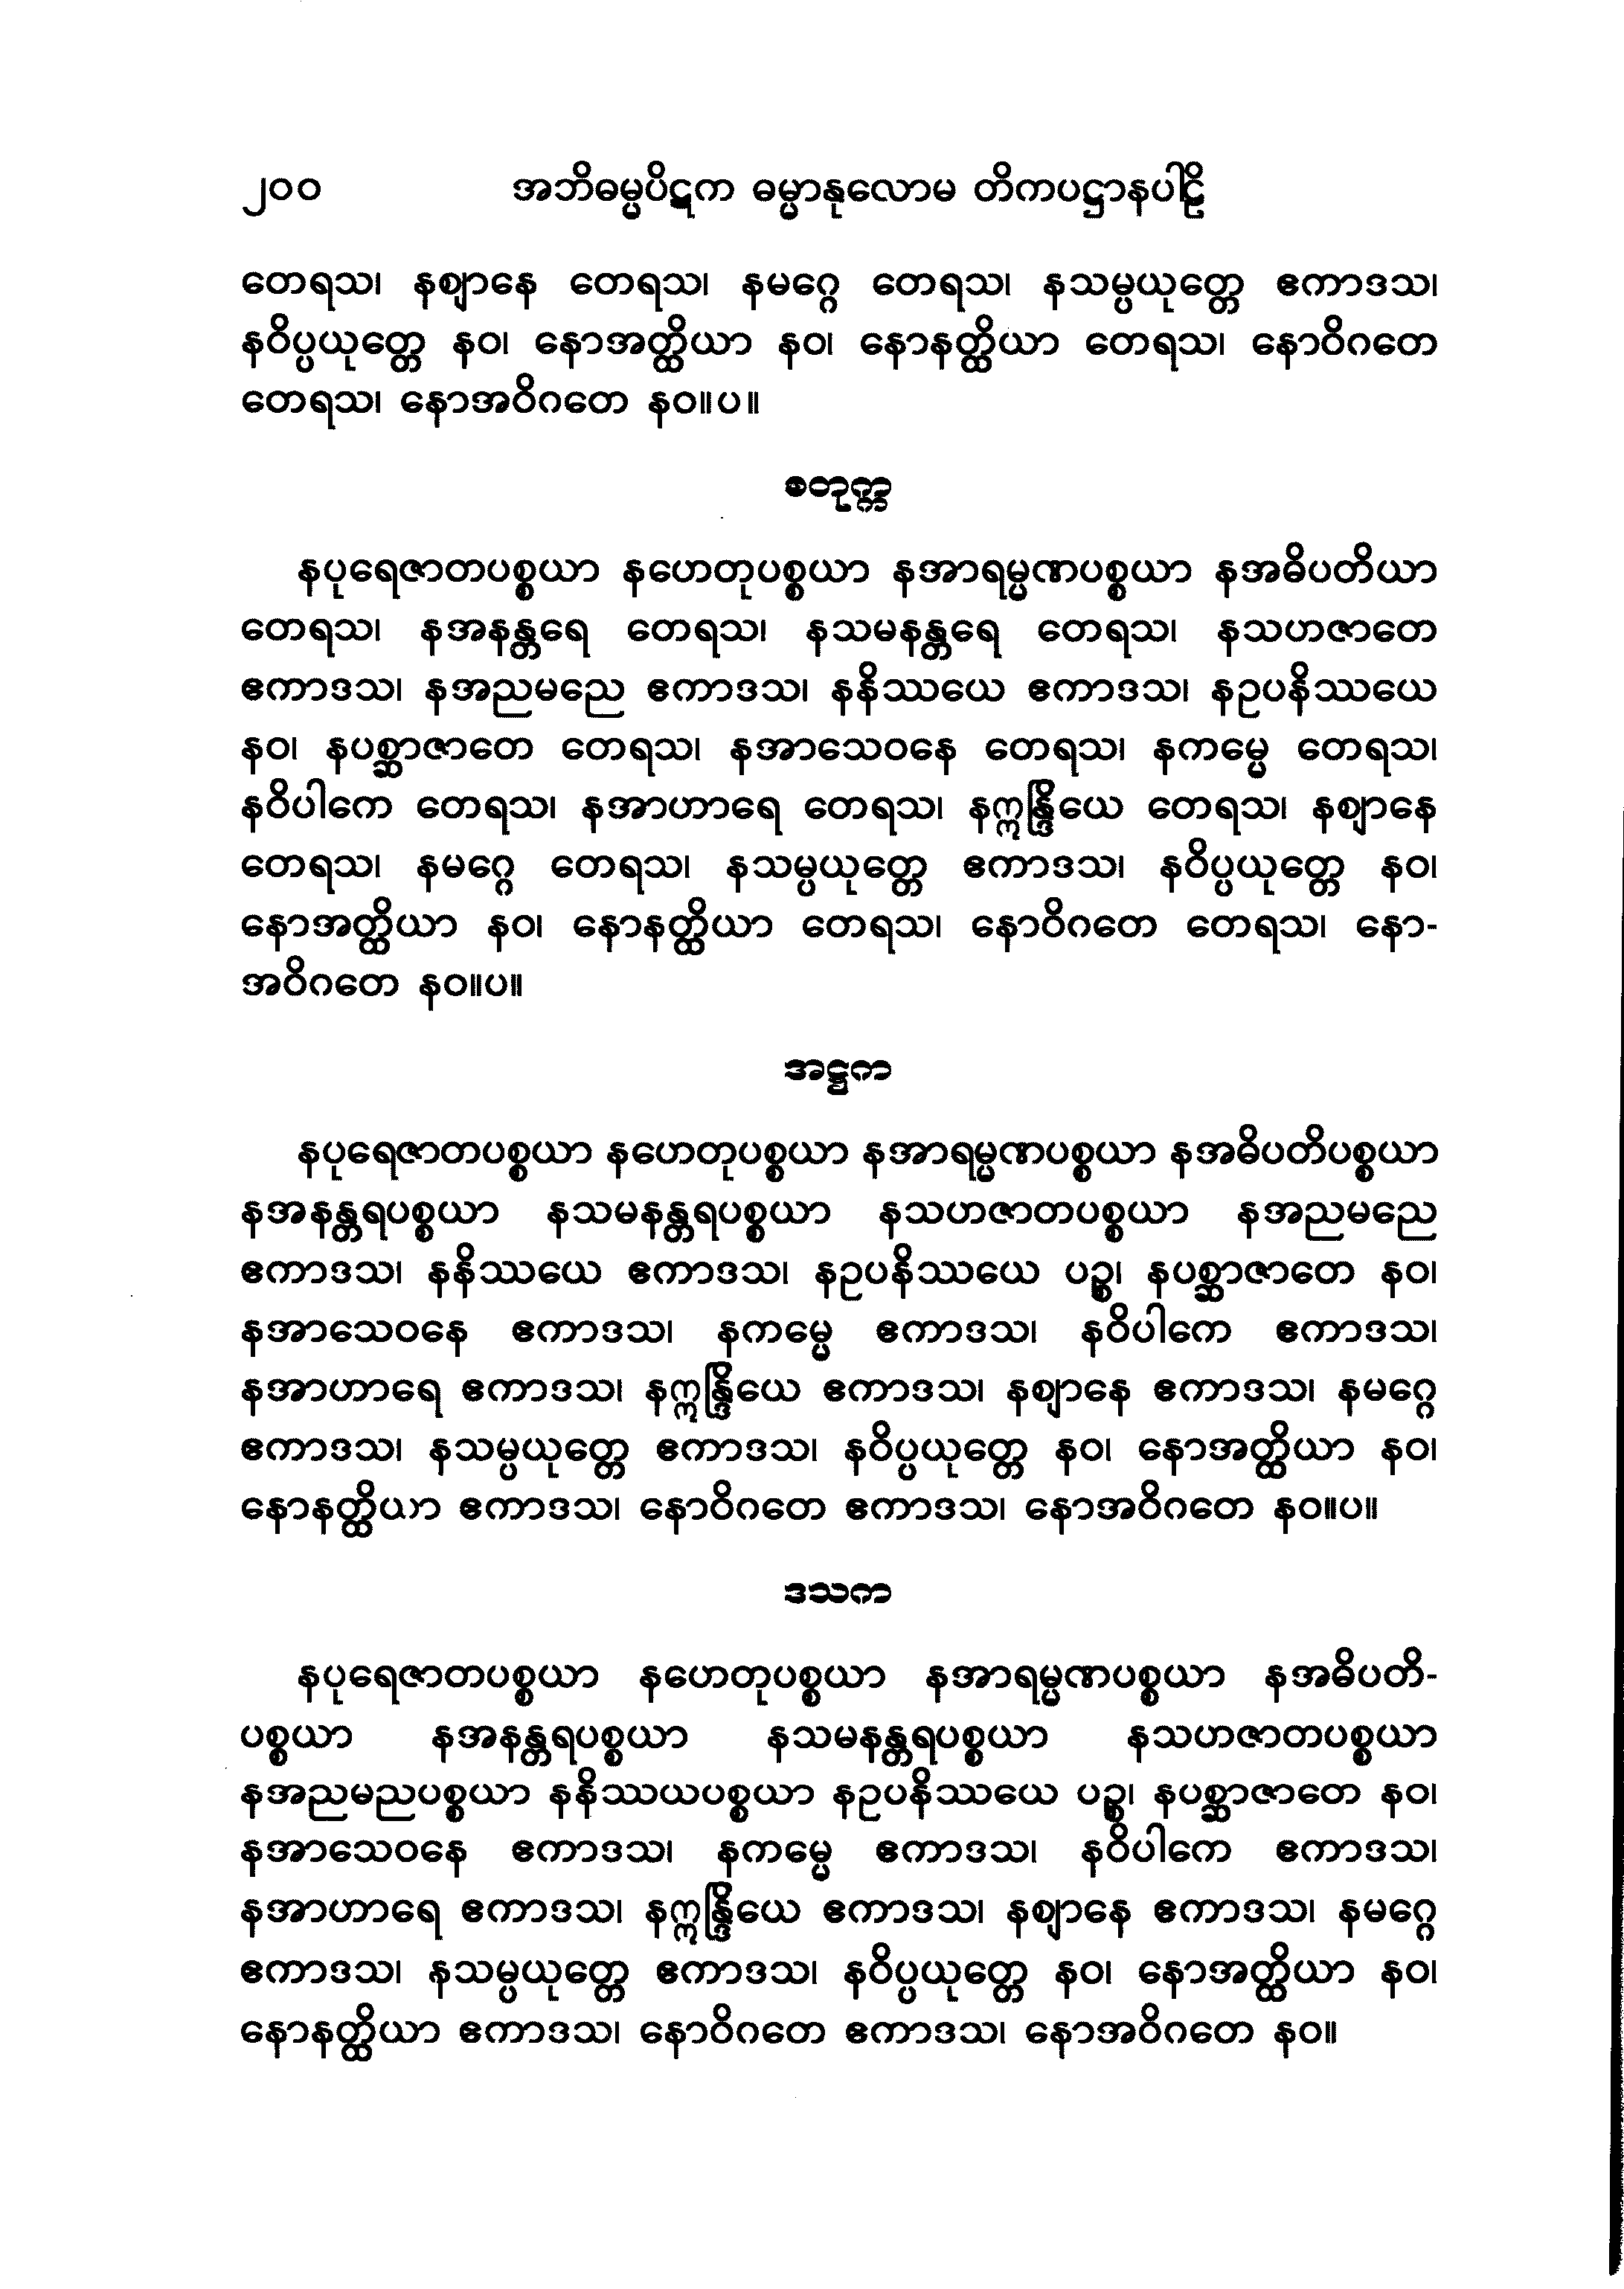 ၂၀၀ အဘိဓမ္မပိဋက ဓမ္မာနုလောမ တိကပဋ္ဌာနပါဠိ
တေရသ၊ နဈာနေ တေရသ၊ နမဂ္ဂေ တေရသ၊ နသမ္ပယုတ္တေ ဧကာဒသ၊
နဝိပ္ပယုတ္တေ နဝ၊ နောအတ္ထိယာ နဝ၊ နောနတ္ထိယာ တေရသ၊ နောဝိဂတေ
တေရသ၊ နောအဝိဂတေ နဝ။ပ။
စတုက္က
နပုရေဇာတပစ္စယာ နဟေတုပစ္စယာ နအာရမ္မဏပစ္စယာ နအဓိပတိယာ
တေရသ၊ နအနန္တရေ တေရသ၊ နသမနန္တရေ တေရသ၊ နသဟဇာတေ
ဧကာဒသ၊ နအညမညေ ဧကာဒသ၊ နနိဿယေ ဧကာဒသ၊ နဥပနိဿယေ
နဝ၊ နပစ္ဆာဇာတေ တေရသ၊ နအာသေဝနေ တေရသ၊ နကမ္မေ တေရသ၊
နဝိပါကေ တေရသ၊ နအာဟာရေ တေရသ၊ နဣန္ဒြိယေ တေရသ၊ နဈာနေ
တေရသ၊ နမဂ္ဂေ တေရသ၊ နသမ္ပယုတ္တေ ဧကာဒသ၊ နဝိပ္ပယုတ္တေ နဝ၊
နောအတ္ထိယာ နဝ၊ နောနတ္ထိယာ တေရသ၊ နောဝိဂတေ တေရသ၊ နော-
အဝိဂတေ နဝ။ပ။
အဋ္ဌက
နပုရေဇာတပစ္စယာ နဟေတုပစ္စယာ နအာရမ္မဏပစ္စယာ နအဓိပတိပစ္စယာ
နအနန္တရပစ္စယာ နသမနန္တရပစ္စယာ နသဟဇာတပစ္စယာ နအညမညေ
ဧကာဒသ၊ နနိဿယေ ဧကာဒသ၊ နဥပနိဿယေ ပဉ္စ၊ နပစ္ဆာဇာတေ နဝ၊
နအာသေဝနေ ဧကာဒသ၊ နကမ္မေ ဧကာဒသ၊ နဝိပါကေ ဧကာဒသ၊
နအာဟာရေ ဧကာဒသ၊ နဣန္ဒြိယေ ဧကာဒသ၊ နဈာနေ ဧကာဒသ၊ နမဂ္ဂေ
ဧကာဒသ၊ နသမ္ပယုတ္တေ ဧကာဒသ၊ နဝိပ္ပယုတ္တေ နဝ၊ နောအတ္ထိယာ နဝ၊
နောနတ္ထိယာ ဧကာဒသ၊ နောဝိဂတေ ဧကာဒသ၊ နောအဝိဂတေ နဝ။ပ။
ဒသက
နပုရေဇာတပစ္စယာ နဟေတုပစ္စယာ နအာရမ္မဏပစ္စယာ နအဓိပတိ-
ပစ္စယာ နအနန္တရပစ္စယာ နသမနန္တရပစ္စယာ နသဟဇာတပစ္စယာ
နအညမညပစ္စယာ နနိဿယပစ္စယာ နဥပနိဿယေ ပဉ္စ၊ နပစ္ဆာဇာတေ နဝ၊
နအာသေဝနေ ဧကာဒသ၊ နကမ္မေ ဧကာဒသ၊ နဝိပါကေ ဧကာဒသ၊
နအာဟာရေ ဧကာဒသ၊ နဣန္ဒြိယေ ဧကာဒသ၊ နဈာနေ ဧကာဒသ၊ နမဂ္ဂေ
ဧကာဒသ၊ နသမ္ပယုတ္တေ ဧကာဒသ၊ နဝိပ္ပယုတ္တေ နဝ၊ နောအတ္ထိယာ နဝ၊
နောနတ္ထိယာ ဧကာဒသ၊ နောဝိဂတေ ဧကာဒသ၊ နောအဝိဂတေ နဝ။